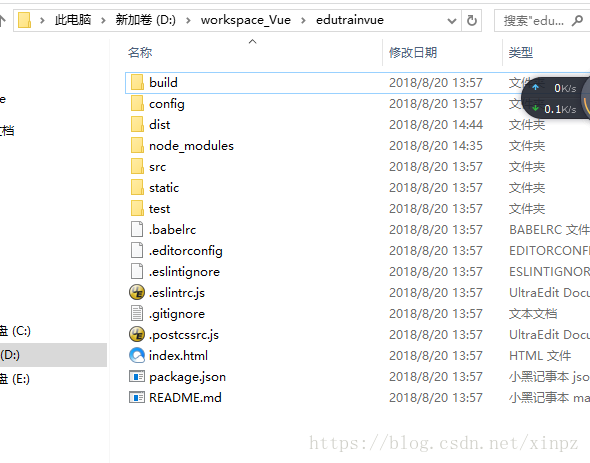 此电脑 › 新加卷 (D:) › workspace_Vue › edutrainvue 搜索"edu...
名称 修改日期 类型
build 2018/8/20 13:57 文件
0K/s
config 2018/8/20 13:57 文件夹
0.1K/s
dist 2018/8/20 14:44 文件夹
文档
node_modules 2018/8/20 14:35 文件夹
src 2018/8/20 13:57 文件夹
static 2018/8/20 13:57 文件夹
test 2018/8/20 13:57 文件夹
.babelrc 2018/8/20 13:57 BABELRC 文件
.editorconfig 2018/8/20 13:57 EDITORCONFI
.eslintignore 2018/8/20 13:57 ESLINTIGNOR
.eslintrc.js 2018/8/20 13:57 UltraEdit Docu
.gitignore 2018/8/20 13:57 文本文档
盘 (C:) .postcssrc.js 2018/8/20 13:57 UltraEdit Docu
(D:) index.html 2018/8/20 13:57 HTML 文件
盘 (E:) package.json 2018/8/20 13:57 小黑记事本 jso
README.md 2018/8/20 13:57 小黑记事本 ma
https://blog.csdn.net/xinpz